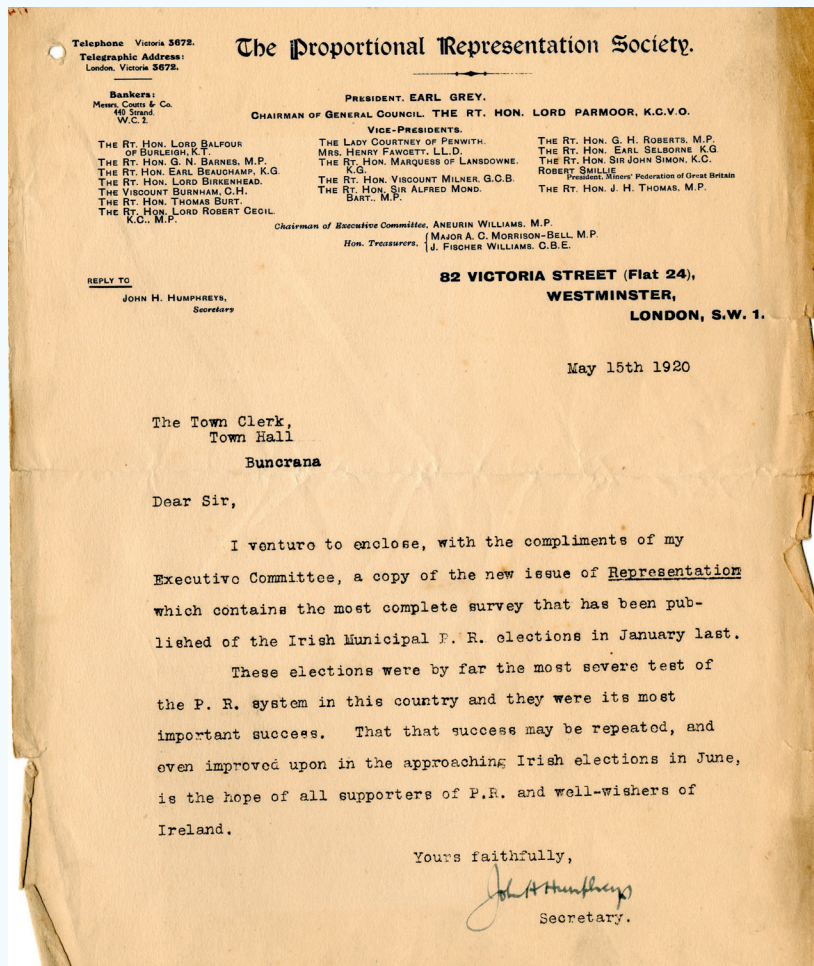 Telephone Victoria 3672.
Telegraphic Address:
London, Victoria 3672.
The Proportional Representation Society.
Bankers:
Messrs. Coutts & Co.
440 Strand.
W.C. 2.
PRESIDENT, EARL GREY.
CHAIRMAN OF GENERAL COUNCIL, THE RT. HON. LORD PARMOOR, K.C.V.O.
VICE-PRESIDENTS.
THE RT. HON. LORD BALFOUR
OF BURLEIGH, K.T.
THE RT. HON. G. N. BARNES, M.P.
THE RT. HON. EARL BEAUCHAMP, K.G.
THE RT. HON. LORD BIRKENHEAD.
THE VISCOUNT BURNHAM, C.H.
THE RT. HON. THOMAS BURT.
THE RT. HON. LORD ROBERT CECIL.
K.C., M.P.
THE LADY COURTNEY OF PENWITH.
MRS. HENRY FAWCETT, LL.D.
THE RT. HON. MARQUESS OF LANSDOWNE.
K.G.
THE RT. HON. VISCOUNT MILNER, G.C.B.
THE RT. HON. SIR ALFRED MOND.
BART., M.P.
THE RT. HON. G. H. ROBERTS, M.P.
THE RT. HON. EARL SELBORNE K.G.
THE RT. HON. SIR JOHN SIMON, K.C.
ROBERT SMILLIE
President, Miners' Federation of Great Britain
THE RT. HON. J. H. THOMAS, M.P.
Chairman of Executive Committee, ANEURIN WILLIAMS, M.P.
Hon. Treasurers, { MAJOR A. C. MORRISON-BELL, M.P.
J. FISCHER WILLIAMS, C.B.E.
REPLY TO
JOHN H. HUMPHREYS,
Secretary
82 VICTORIA STREET (Flat 24),
WESTMINSTER,
LONDON, S.W. 1.
May 15th 1920
The Town Clerk,
Town Hall
Buncrana
Dear Sir,
I venture to enclose, with the compliments of my
Executive Committee, a copy of the new issue of Representation
which contains the most complete survey that has been pub-
lished of the Irish Municipal P. R. elections in January last.
These elections were by far the most severe test of
the P. R. system in this country and they were its most
important success. That that success may be repeated, and
even improved upon in the approaching Irish elections in June,
is the hope of all supporters of P.R. and well-wishers of
Ireland.
Yours faithfully,
John H Humphreys
Secretary.